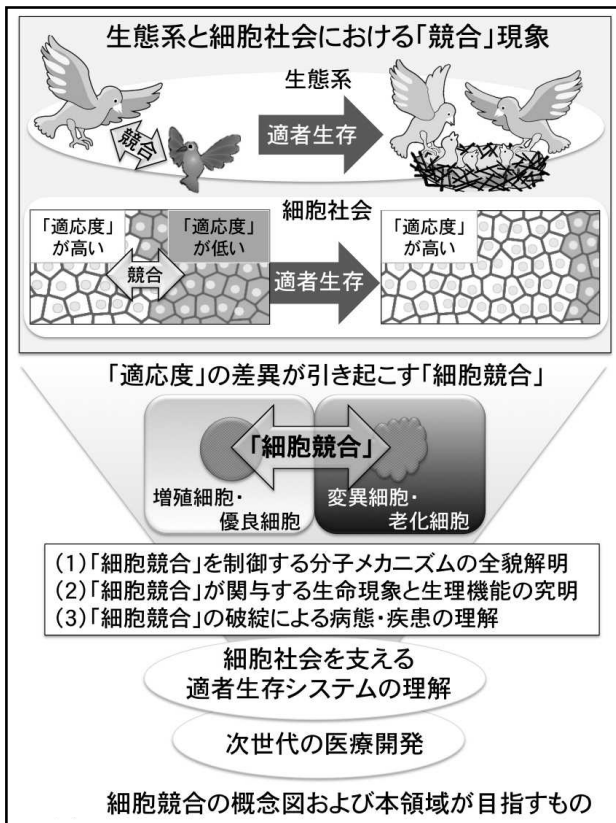 生態系と細胞社会における「競合」現象
生態系
競合
適者生存
細胞社会
「適応度」
が高い
「適応度」
が低い
競合
適者生存
「適応度」
が高い
「適応度」の差異が引き起こす「細胞競合」
「細胞競合」
増殖細胞・
優良細胞
変異細胞・
老化細胞
(1)「細胞競合」を制御する分子メカニズムの全貌解明
(2)「細胞競合」が関与する生命現象と生理機能の究明
(3)「細胞競合」の破綻による病態・疾患の理解
細胞社会を支える
適者生存システムの理解
次世代の医療開発
細胞競合の概念図および本領域が目指すもの